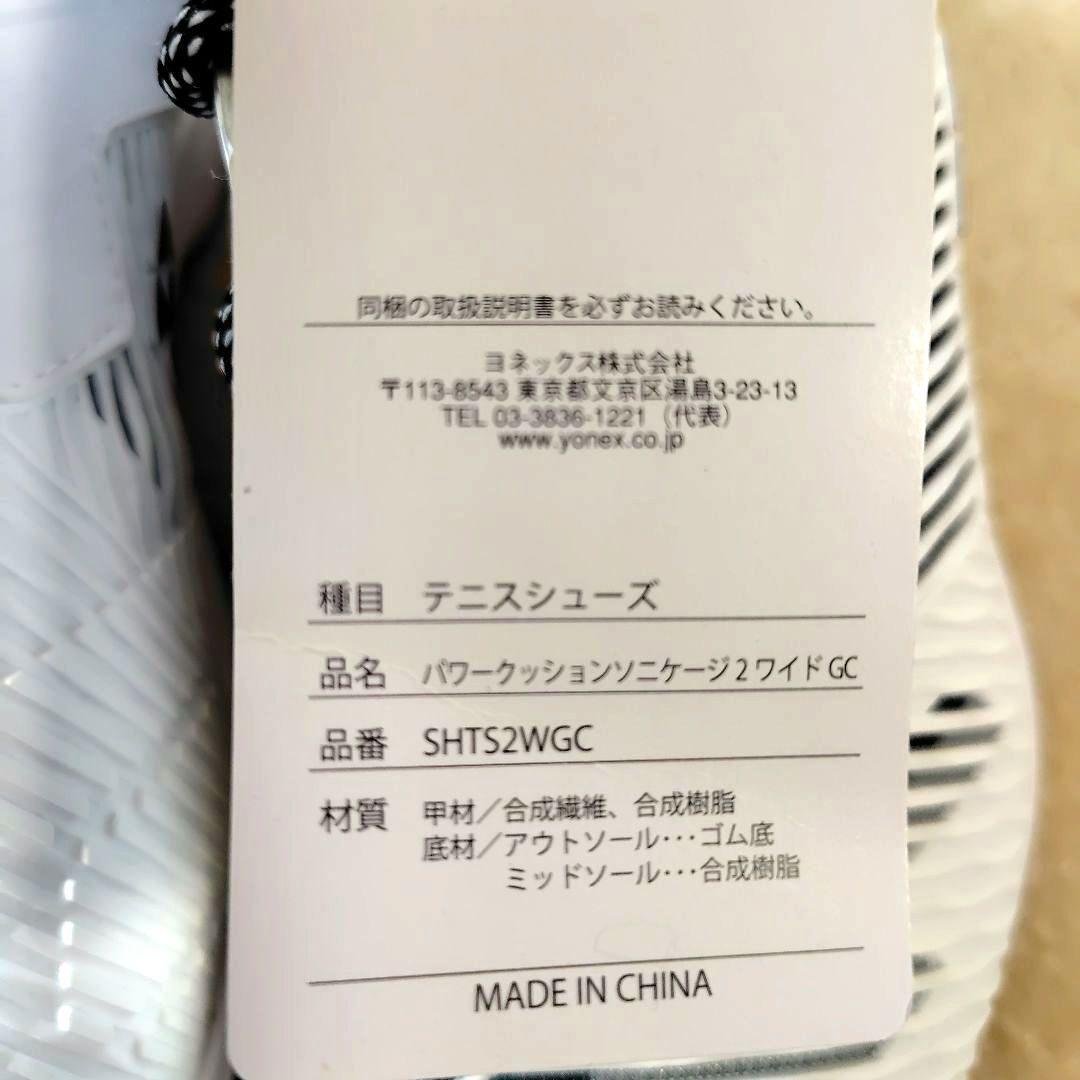 同梱の取扱説明書を必ずお読みください。
ヨネックス株式会社
〒113-8543 東京都文京区湯島3-23-13
TEL 03-3836-1221（代表）
www.yonex.co.jp
種目 テニスシューズ
品名 パワークッションソニケージ2ワイドGC
品番 SHTS2WGC
材質 甲材／合成繊維、合成樹脂
底材／アウトソール･･･ゴム底
ミッドソール･･･合成樹脂
MADE IN CHINA